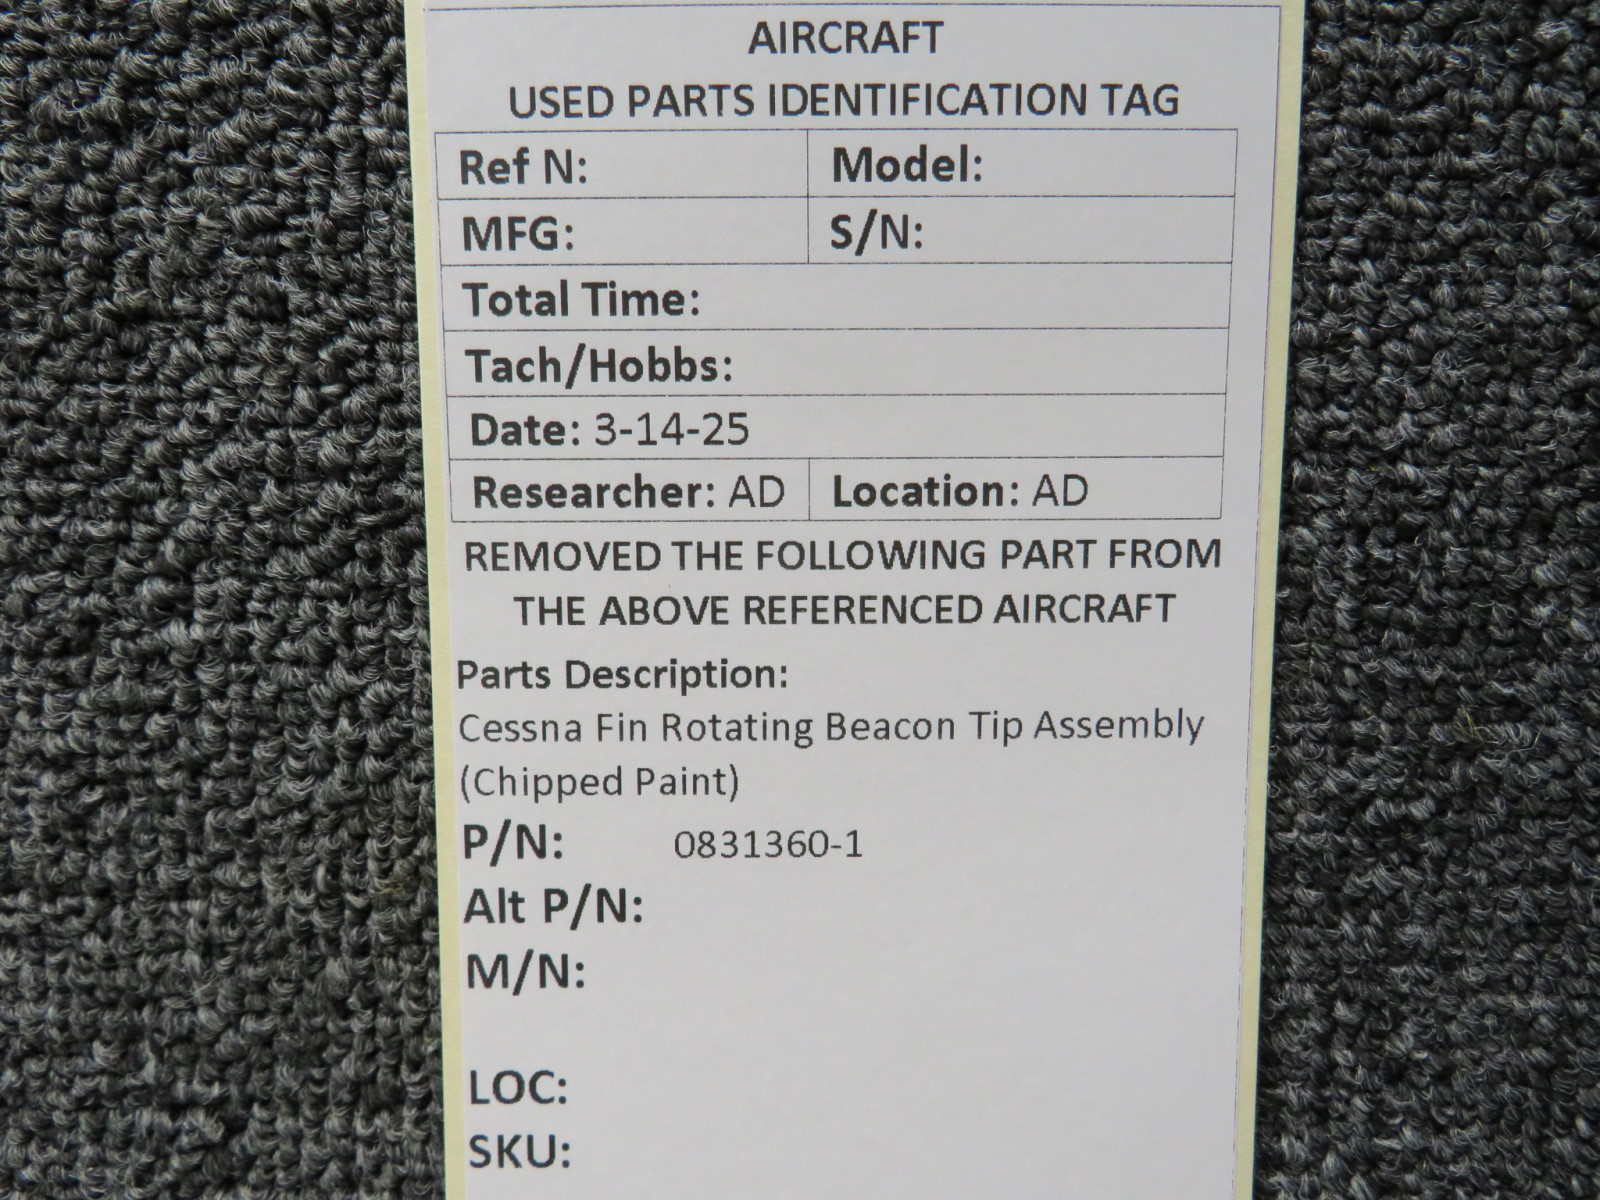 AIRCRAFT
USED PARTS IDENTIFICATION TAG
Ref N: Model:
MFG: S/N:
Total Time:
Tach/Hobbs:
Date: 3-14-25
Researcher: AD Location: AD
REMOVED THE FOLLOWING PART FROM
THE ABOVE REFERENCED AIRCRAFT
Parts Description:
Cessna Fin Rotating Beacon Tip Assembly
(Chipped Paint)
P/N: 0831360-1
Alt P/N:
M/N:
LOC:
SKU: